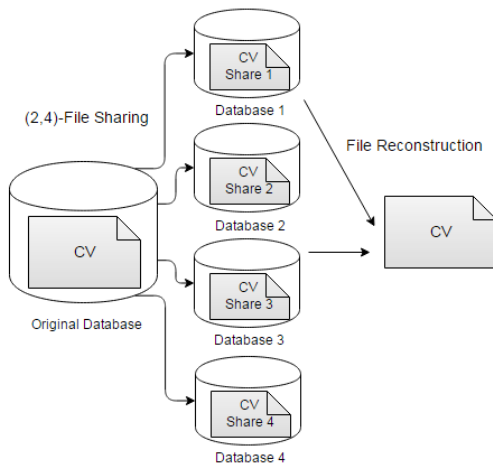 CV
Share 1
Database 1
(2,4)-File Sharing
File Reconstruction
CV
Share 2
Database 2
CV
CV
Original Database
CV
Share 3
Database 3
CV
Share 4
Database 4